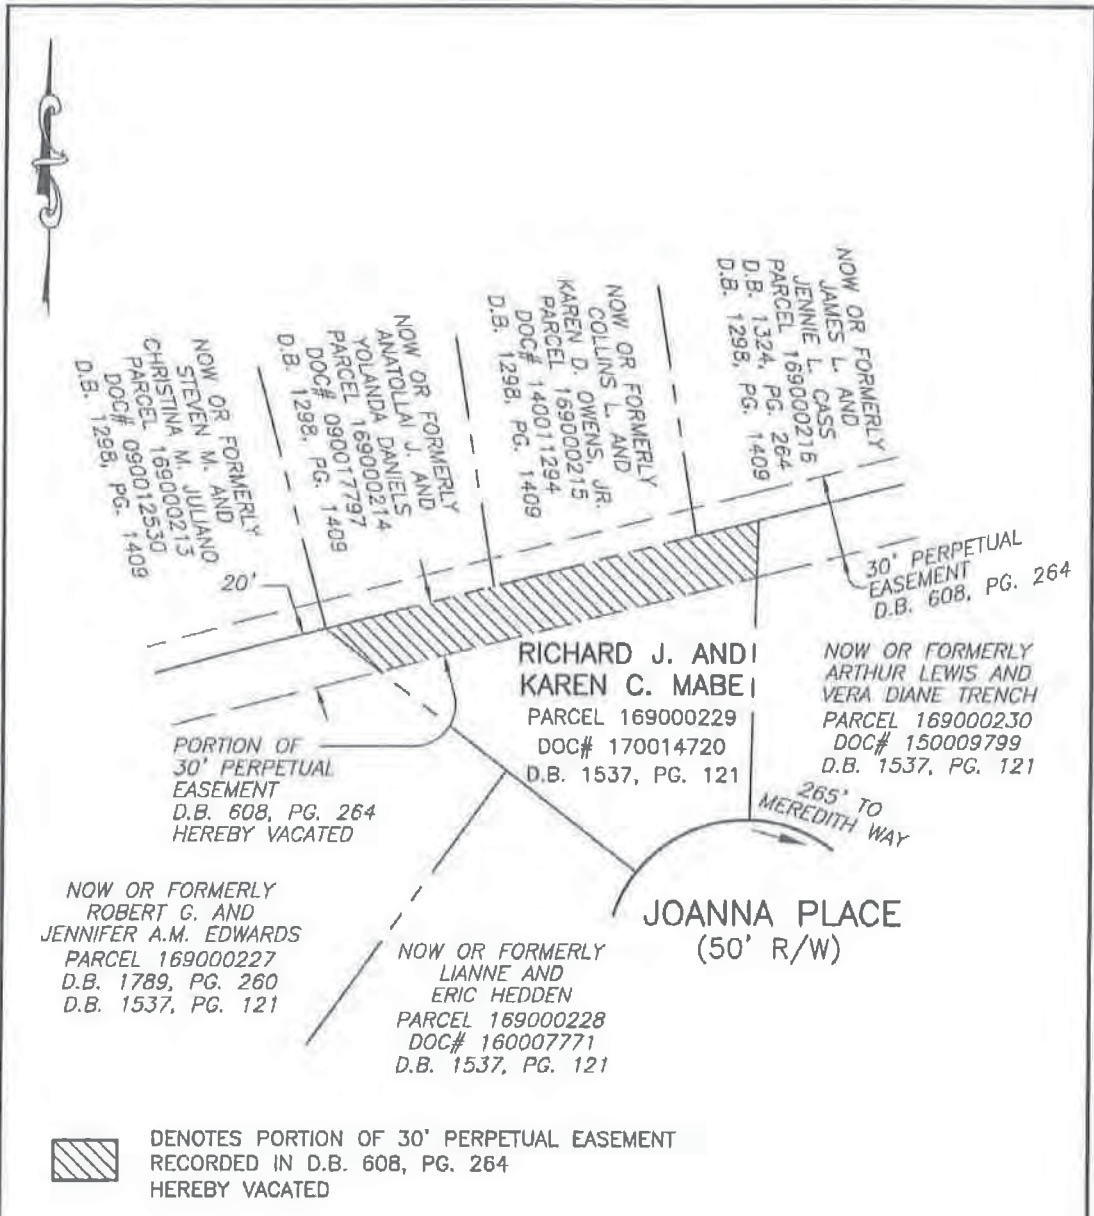 NOW OR FORMERLY
STEVEN M. AND
CHRISTINA M. JULIANO
PARCEL 169000213
DOC# 090012530
D.B. 1298, PG. 1409
NOW OR FORMERLY
ANATOLLAI J. AND
YOLANDA DANIELS
PARCEL 169000214
DOC# 090017797
D.B. 1298, PG. 1409
NOW OR FORMERLY
COLLINS L. AND
KAREN D. OWENS, JR.
PARCEL 169000215
DOC# 140011294
D.B. 1298, PG. 1409
NOW OR FORMERLY
JAMES L. AND
JENNIE L. CASS
PARCEL 169000216
D.B. 1324, PG. 264
D.B. 1298, PG. 1409
20'
30' PERPETUAL
EASEMENT
D.B. 608, PG. 264
RICHARD J. AND
KAREN C. MABE
PARCEL 169000229
DOC# 170014720
D.B. 1537, PG. 121
NOW OR FORMERLY
ARTHUR LEWIS AND
VERA DIANE TRENCH
PARCEL 169000230
DOC# 150009799
D.B. 1537, PG. 121
PORTION OF
30' PERPETUAL
EASEMENT
D.B. 608, PG. 264
HEREBY VACATED
265' TO
MEREDITH WAY
JOANNA PLACE
(50' R/W)
NOW OR FORMERLY
ROBERT G. AND
JENNIFER A.M. EDWARDS
PARCEL 169000227
D.B. 1789, PG. 260
D.B. 1537, PG. 121
NOW OR FORMERLY
LIANNE AND
ERIC HEDDEN
PARCEL 169000228
DOC# 160007771
D.B. 1537, PG. 121
DENOTES PORTION OF 30' PERPETUAL EASEMENT
RECORDED IN D.B. 608, PG. 264
HEREBY VACATED